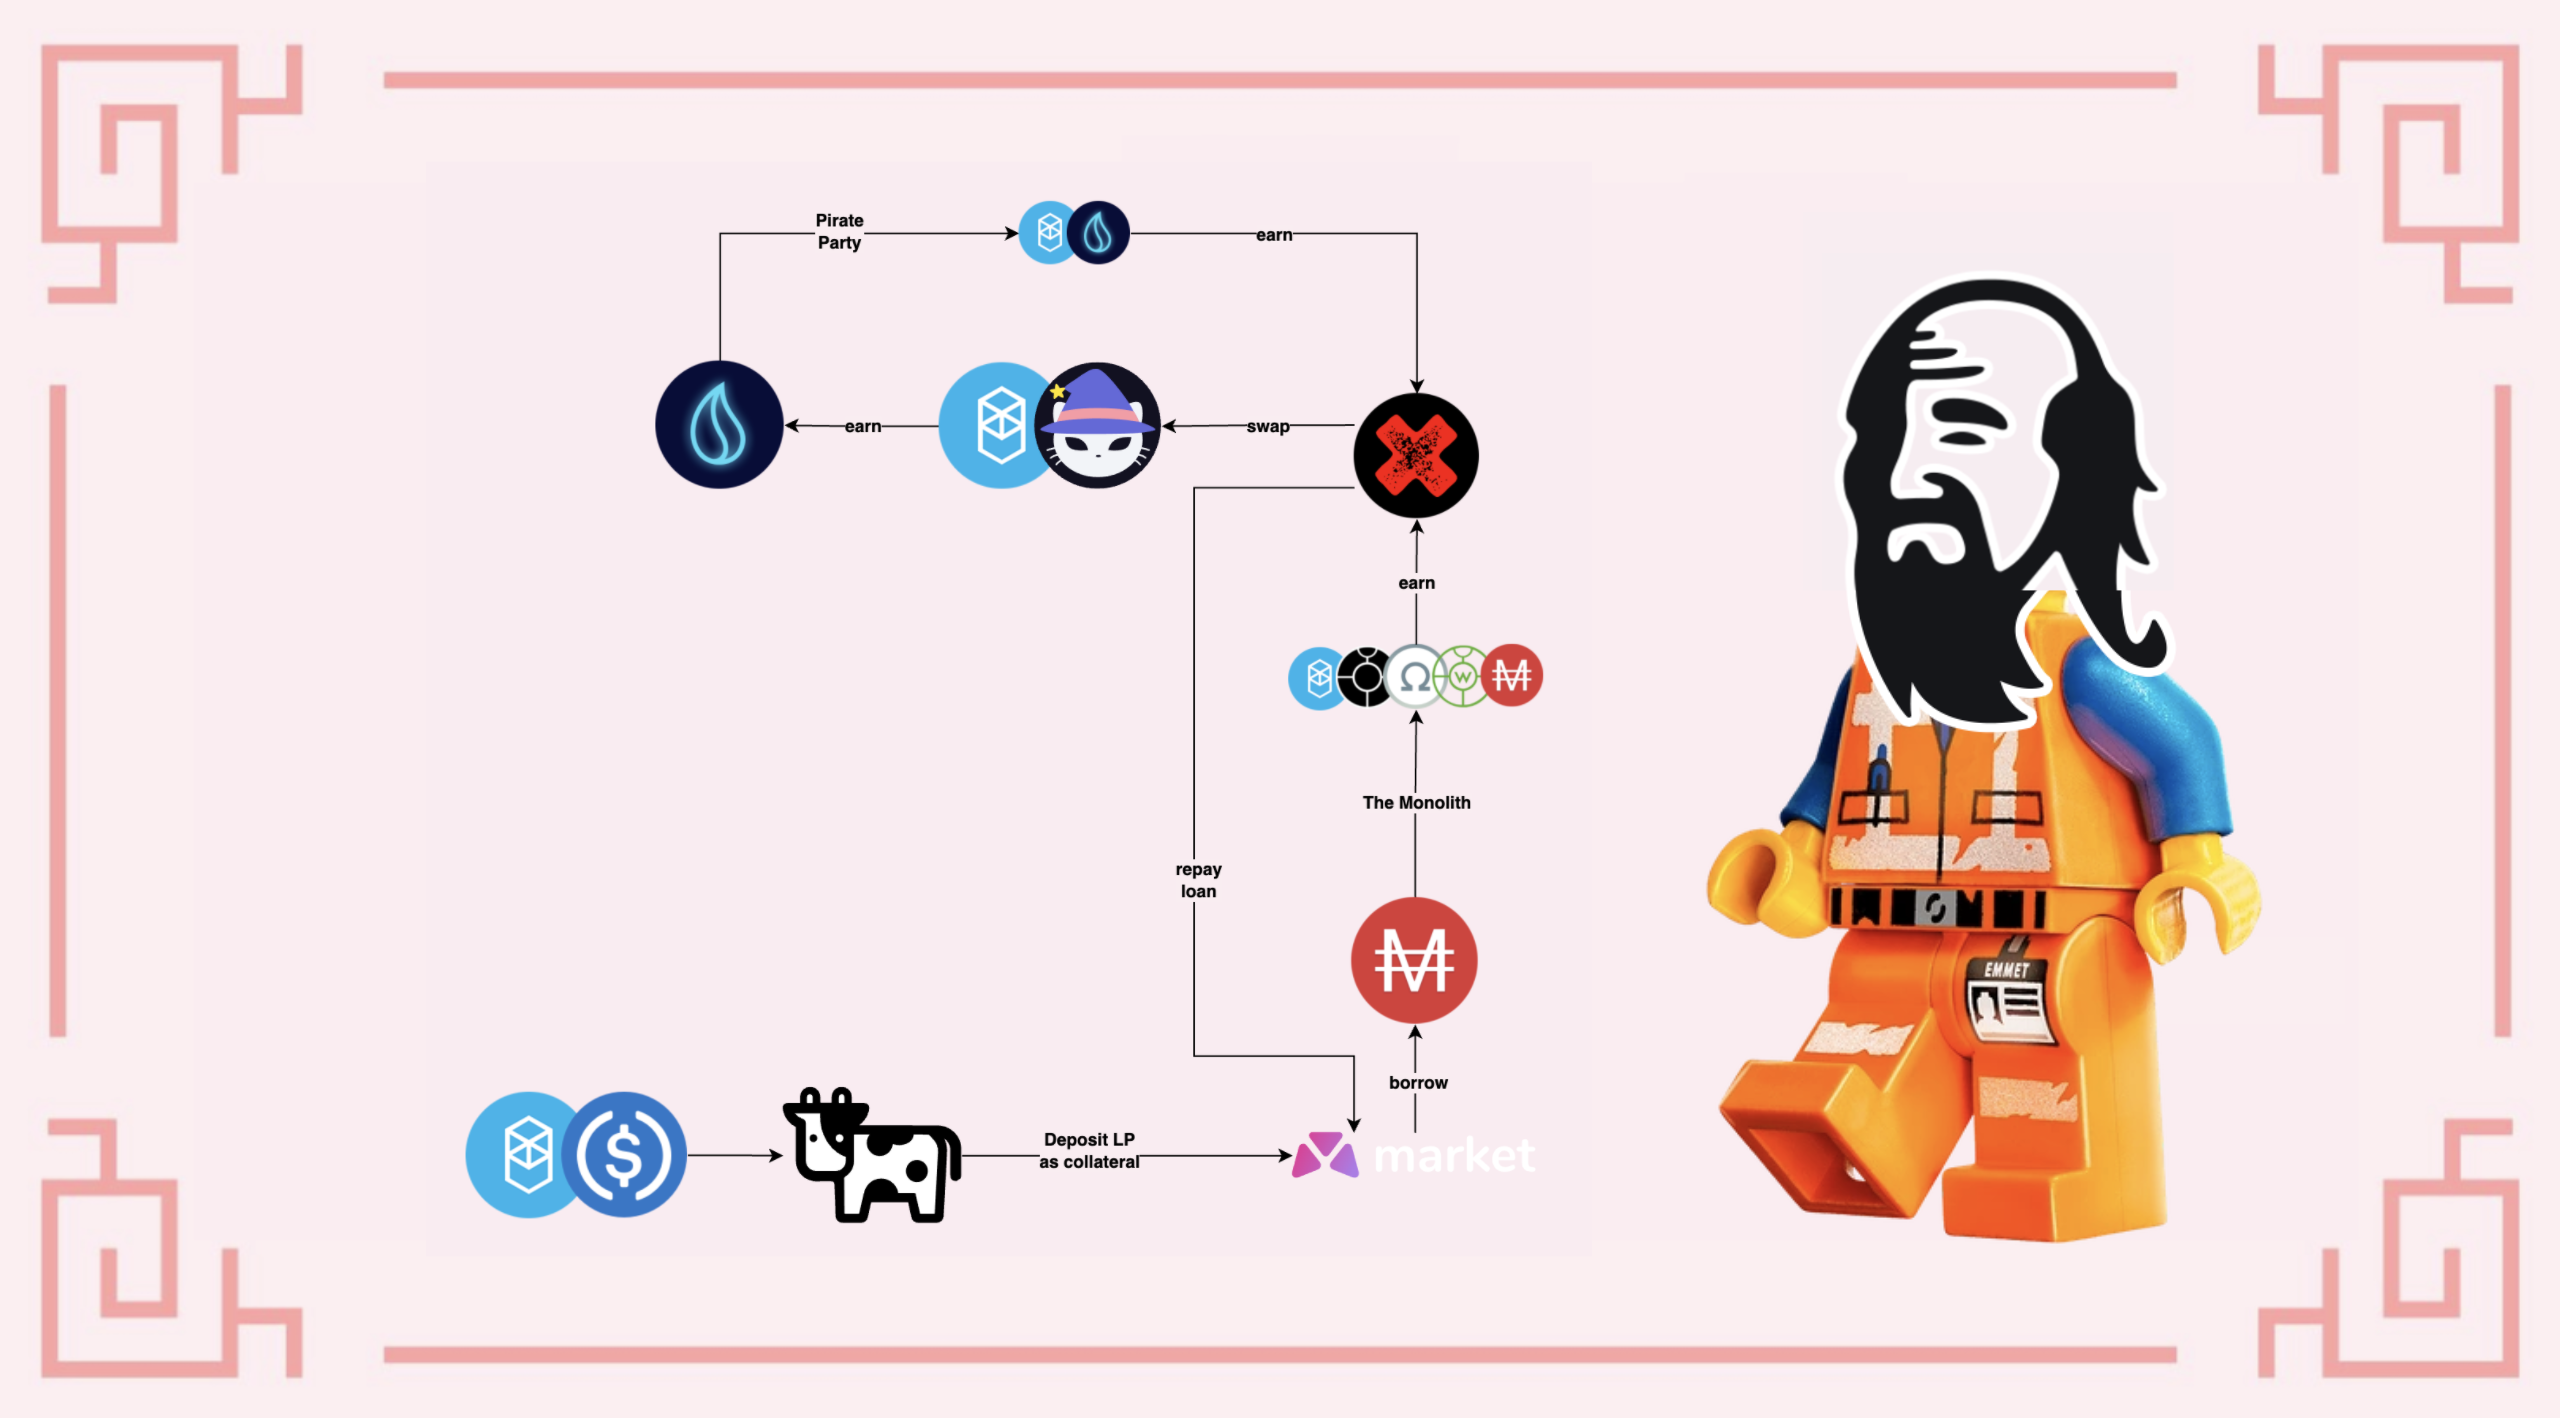 Pirate
Party
earn
earn
swap
earn
The Monolith
repay
loan
borrow
Deposit LP
as collateral
market
EMMET